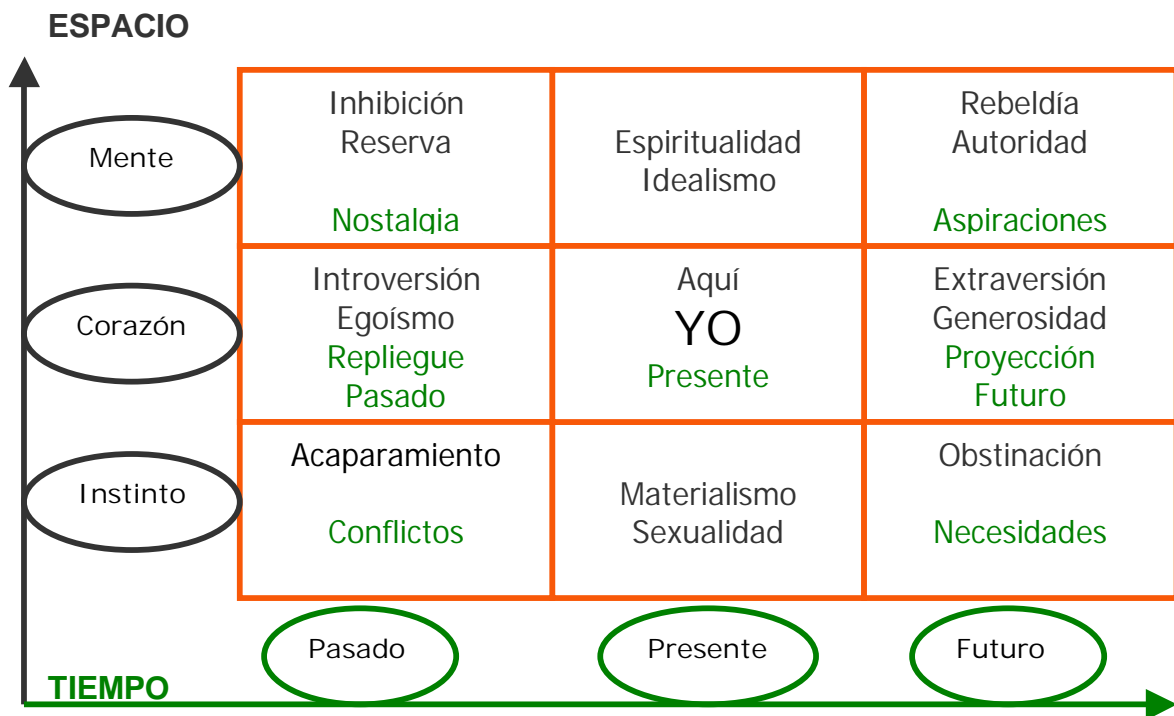 ESPACIO
Mente
Inhibición
Reserva
Nostalgia
Espiritualidad
Idealismo
Rebeldía
Autoridad
Aspiraciones
Corazón
Introversión
Egoísmo
Repliegue
Pasado
Aquí
YO
Presente
Extraversión
Generosidad
Proyección
Futuro
Instinto
Acaparamiento
Conflictos
Materialismo
Sexualidad
Obstinación
Necesidades
Pasado
Presente
Futuro
TIEMPO